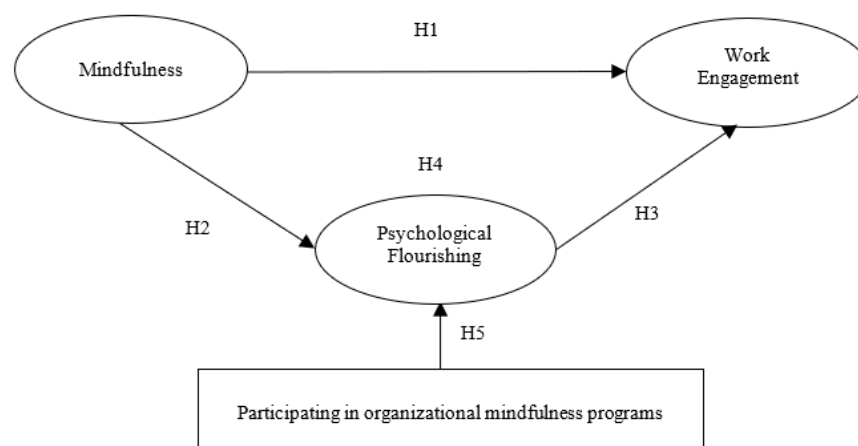 H1
Mindfulness
Work
Engagement
H4
H2
H3
Psychological
Flourishing
H5
Participating in organizational mindfulness programs